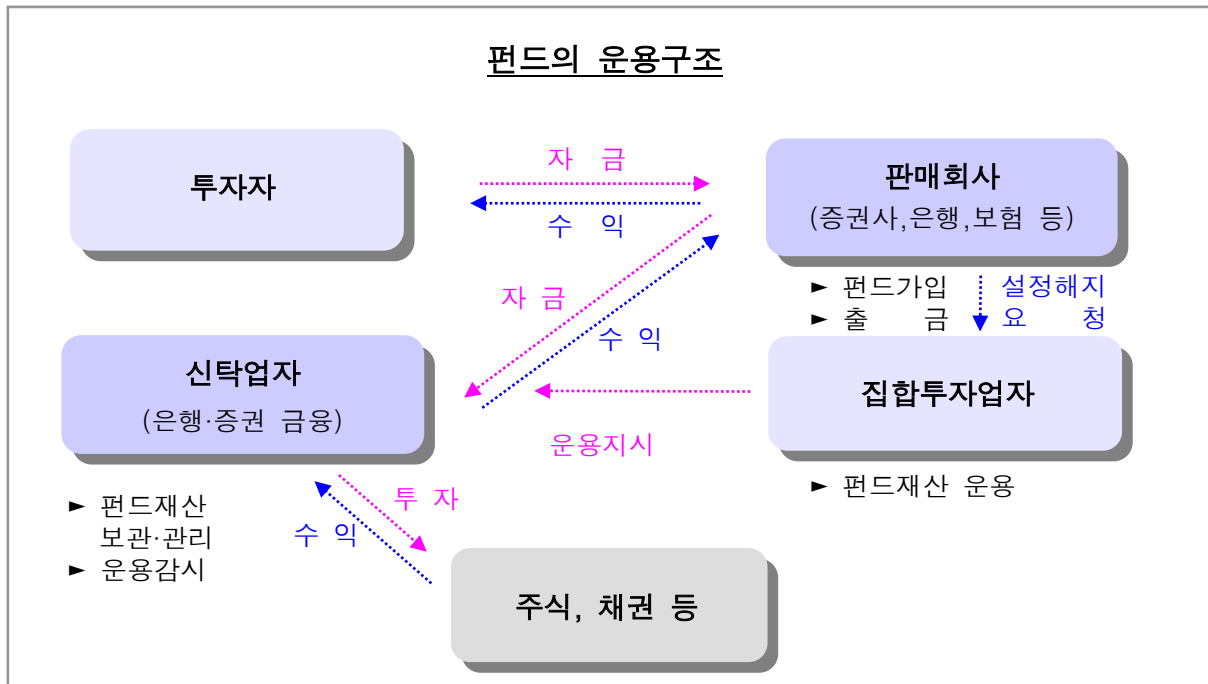 펀드의 운용구조
투자자
자 금
수 익
판매회사
(증권사,은행,보험 등)
► 펀드가입
► 출 금
설정해지
요 청
자 금
수 익
신탁업자
(은행·증권 금융)
집합투자업자
운용지시
► 펀드재산 운용
► 펀드재산
보관·관리
► 운용감시
투 자
수 익
주식, 채권 등